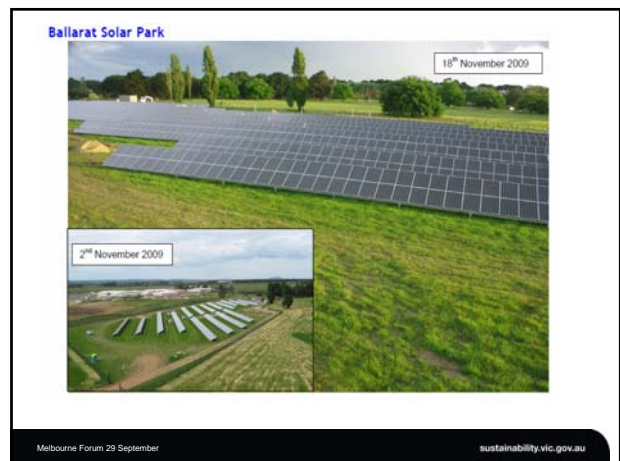 Ballarat Solar Park
18th November 2009
2nd November 2009
Melbourne Forum 29 September
sustainability.vic.gov.au